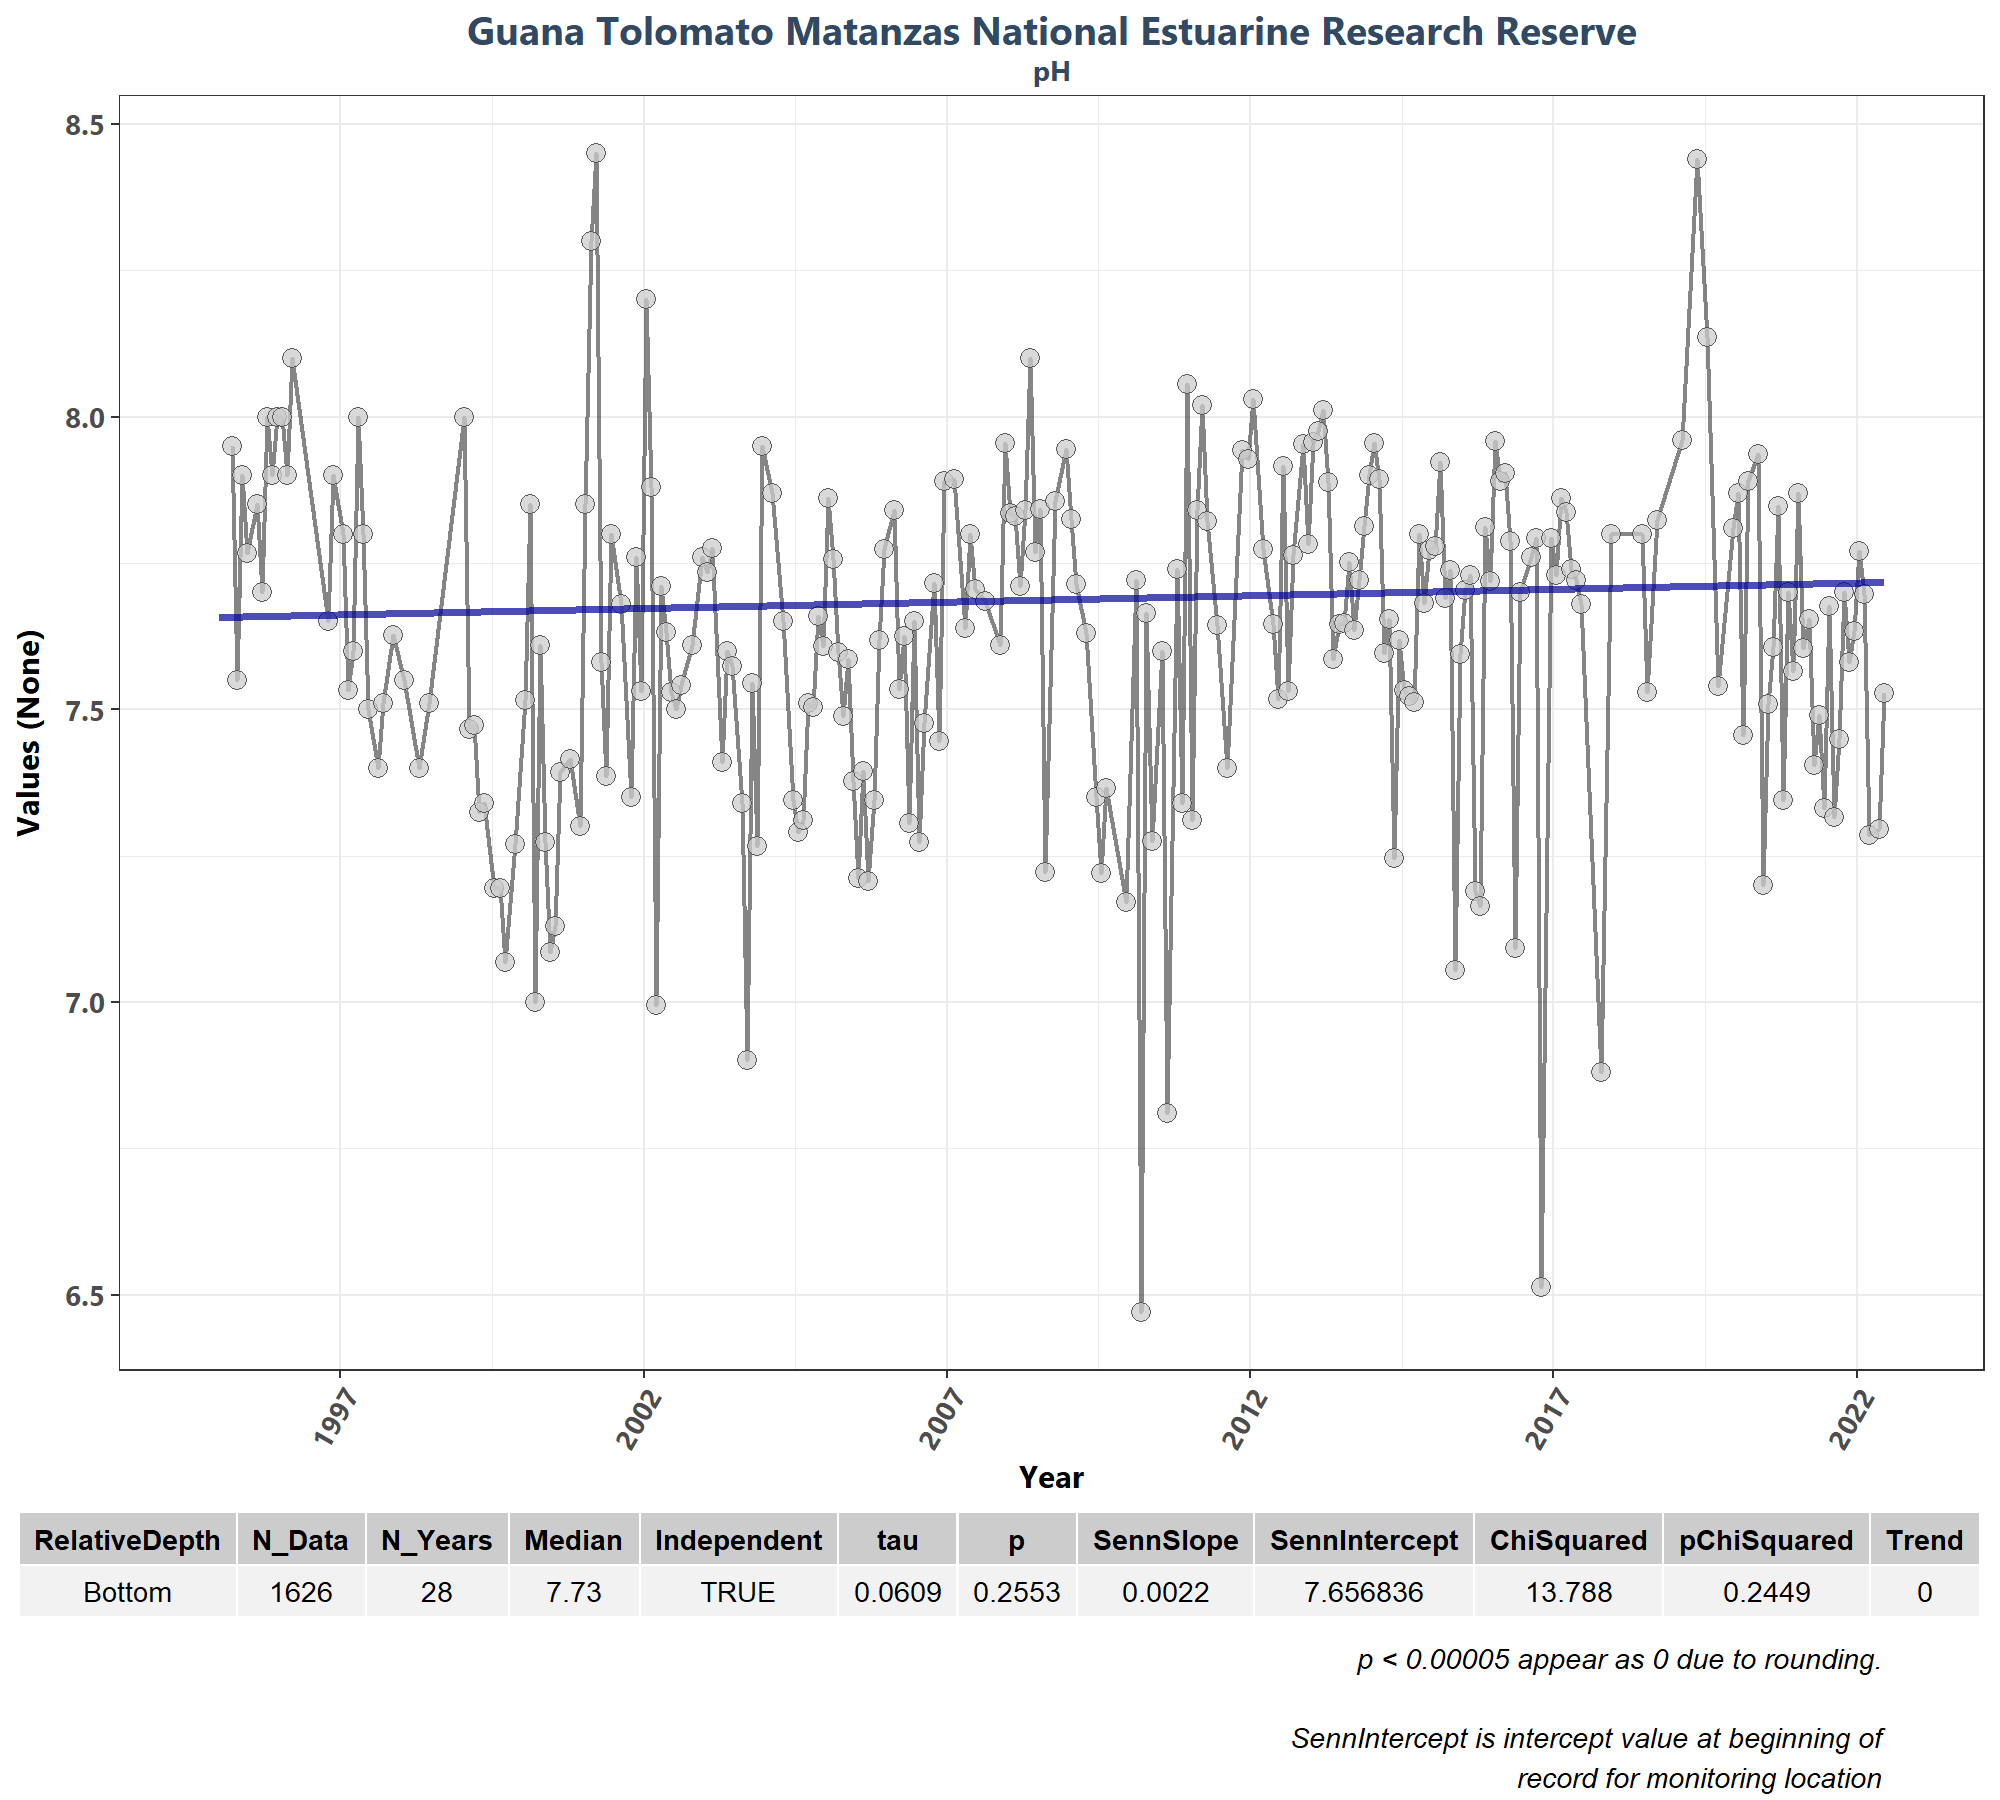 Guana Tolomato Matanzas National Estuarine Research Reserve
pH
8.5
8.0
7.5
7.0
6.5
Values (None)
1997 2002 2007 2012 2017 2022
Year
RelativeDepth N_Data N_Years Median Independent tau p SennSlope SennIntercept ChiSquared pChiSquared Trend
Bottom 1626 28 7.73 TRUE 0.0609 0.2553 0.0022 7.656836 13.788 0.2449 0
p < 0.00005 appear as 0 due to rounding.
SennIntercept is intercept value at beginning of
record for monitoring location